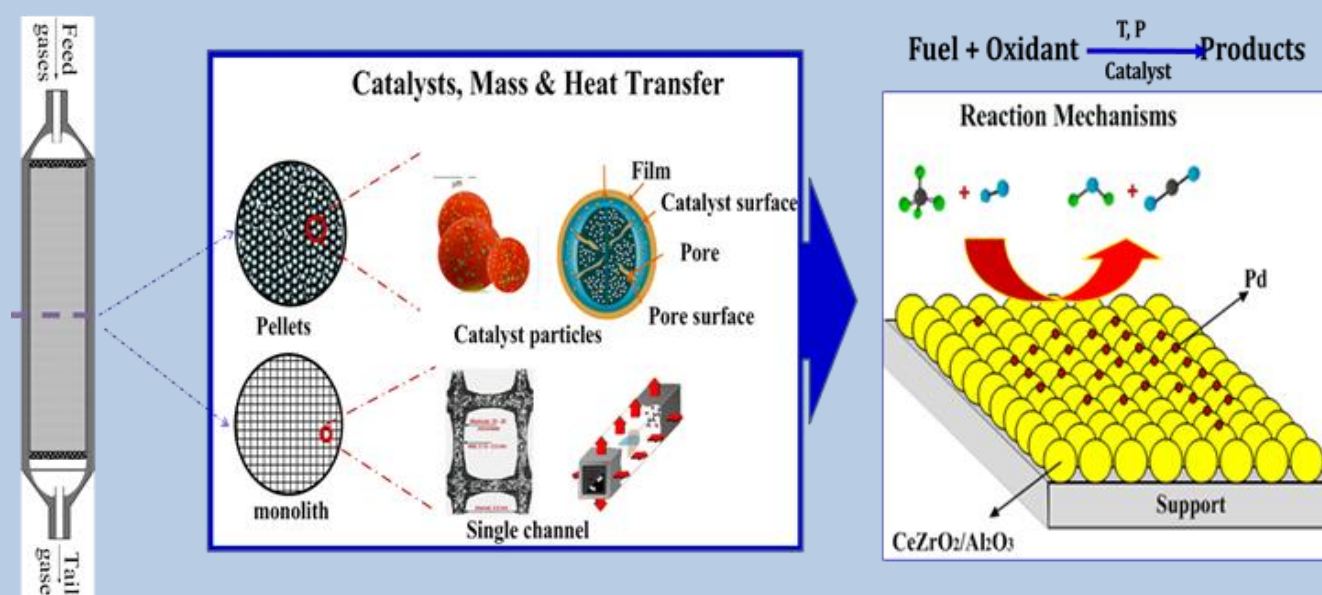 Feed
gases
Tail
gase
Catalysts, Mass & Heat Transfer
Pellets
Catalyst particles
Film
Catalyst surface
Pore
Pore surface
monolith
Single channel
T, P
Fuel + Oxidant Products
Catalyst
Reaction Mechanisms
+ +
Pd
Support
CeZrO₂/Al₂O₃